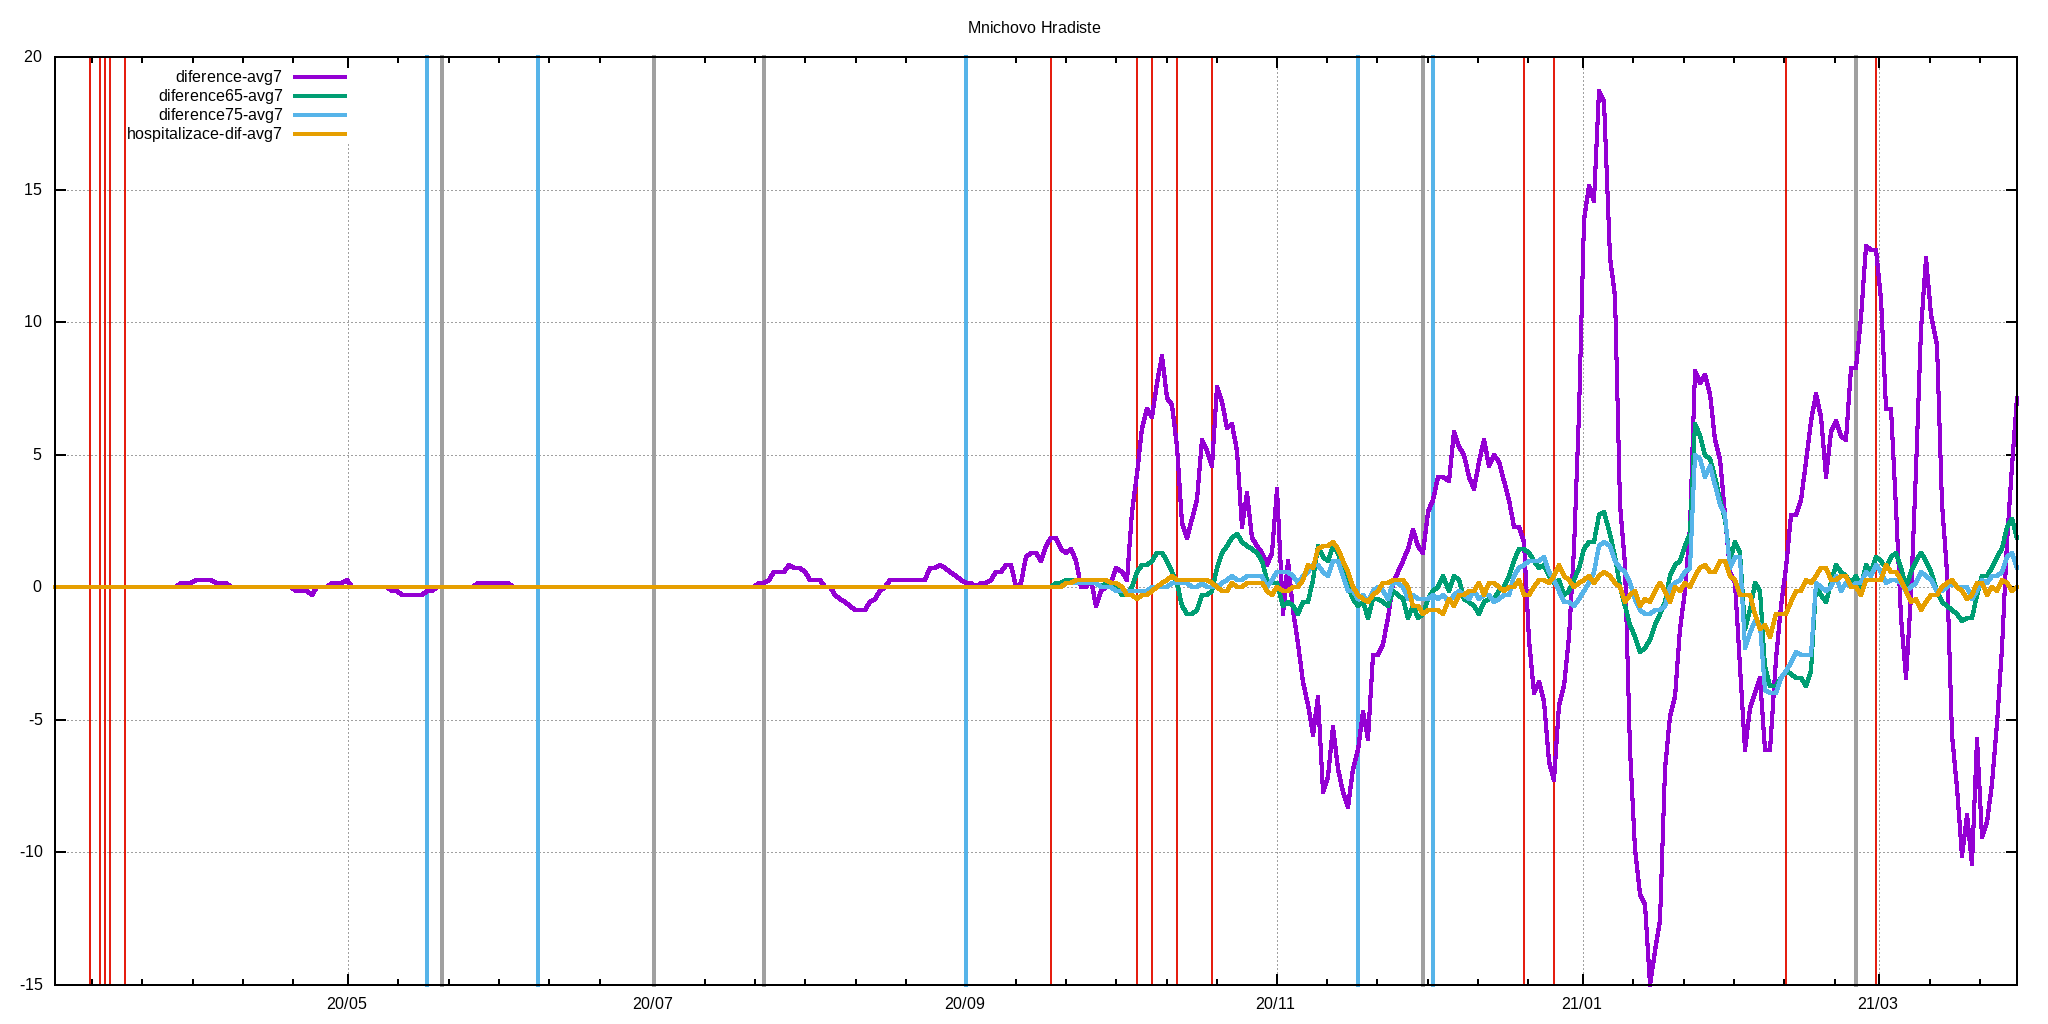 Mnichovo Hradiste
diference-avg7
diference65-avg7
diference75-avg7
hospitalizace-dif-avg7
20
15
10
5
0
-5
-10
-15
20/05 20/07 20/09 20/11 21/01 21/03